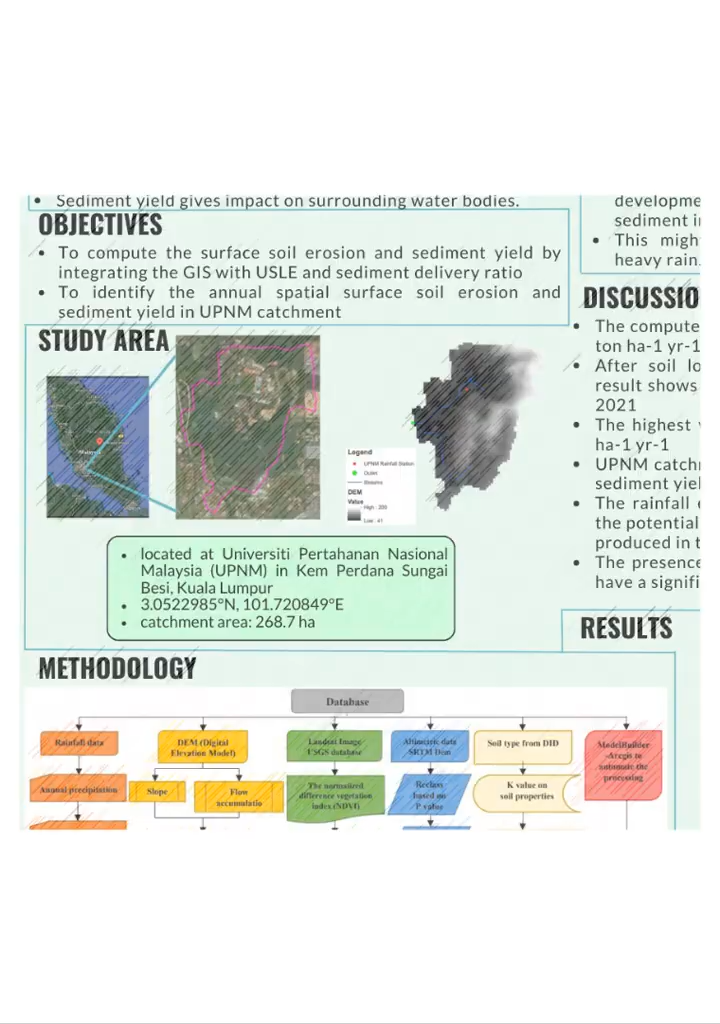 • Sediment yield gives impact on surrounding water bodies.
OBJECTIVES
• To compute the surface soil erosion and sediment yield by
integrating the GIS with USLE and sediment delivery ratio
• To identify the annual spatial surface soil erosion and
sediment yield in UPNM catchment
STUDY AREA
Malaysia
Legend
UPNM Rainfall Station
Outlet
Streams
DEM
Value
High :
Low : 41
• located at Universiti Pertahanan Nasional
Malaysia (UPNM) in Kem Perdana Sungai
Besi, Kuala Lumpur
• 3.0522985°N, 101.720849°E
• catchment area: 268.7 ha
METHODOLOGY
Database
Rainfall data
DEM (Digital
Elevation Model)
Landsat Image
USGS database
Altimetric data
SRTM Dem
Soil type from DID
ModelBuilder
-Arcgis to
automate the
processing
Annual precipitation
Slope
Flow
accumulatio
The normalized
difference vegetation
index (NDVI)
Reclass
based on
P value
K value on
soil properties
developme
sediment i
• This migh
heavy rain.
DISCUSSIO
• The compute
ton ha-1 yr-1
• After soil lo
result shows
2021
• The highest
ha-1 yr-1
• UPNM catch
sediment yiel
• The rainfall
the potential
produced in t
• The presence
have a signifi
RESULTS